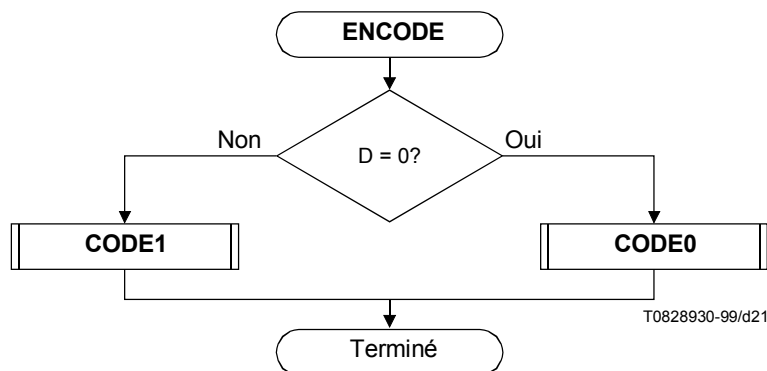 ENCODE
Non
D = 0?
Oui
CODE1
CODE0
T0828930-99/d21
Terminé